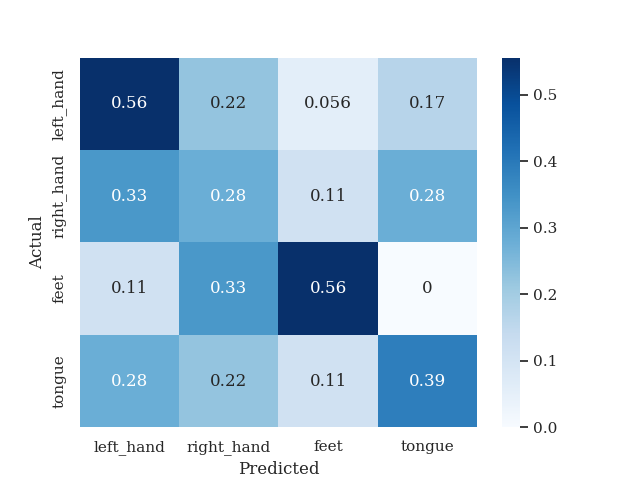 Actual
left_hand
0.56 0.22 0.056 0.17
right_hand
0.33 0.28 0.11 0.28
feet
0.11 0.33 0.56 0
tongue
0.28 0.22 0.11 0.39
left_hand right_hand feet tongue
Predicted
0.5
0.4
0.3
0.2
0.1
0.0